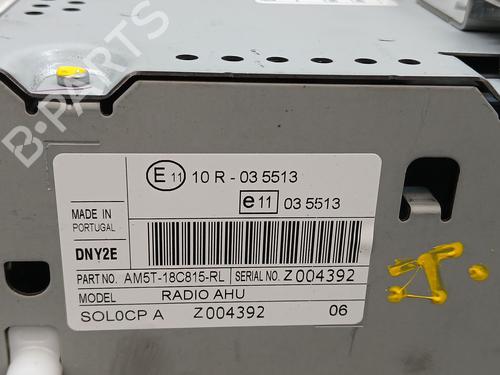 B-PARTS
E 11 10 R - 03 5513
e 11 03 5513
MADE IN
PORTUGAL
DNY2E
PART NO. AM5T-18C815-RL SERIAL NO. Z004392
MODEL RADIO AHU
SOL0CP A Z004392 06